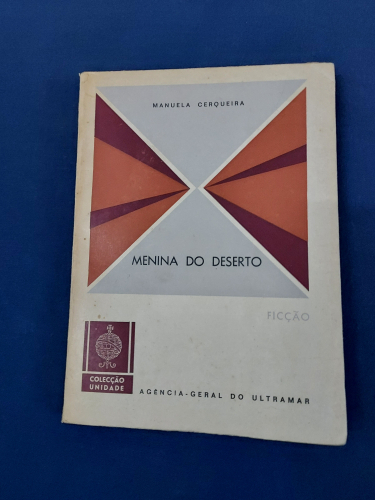 MANUELA CERQUEIRA
MENINA DO DESERTO
FICÇÃO
COLECÇÃO
UNIDADE
AGÊNCIA-GERAL DO ULTRAMAR